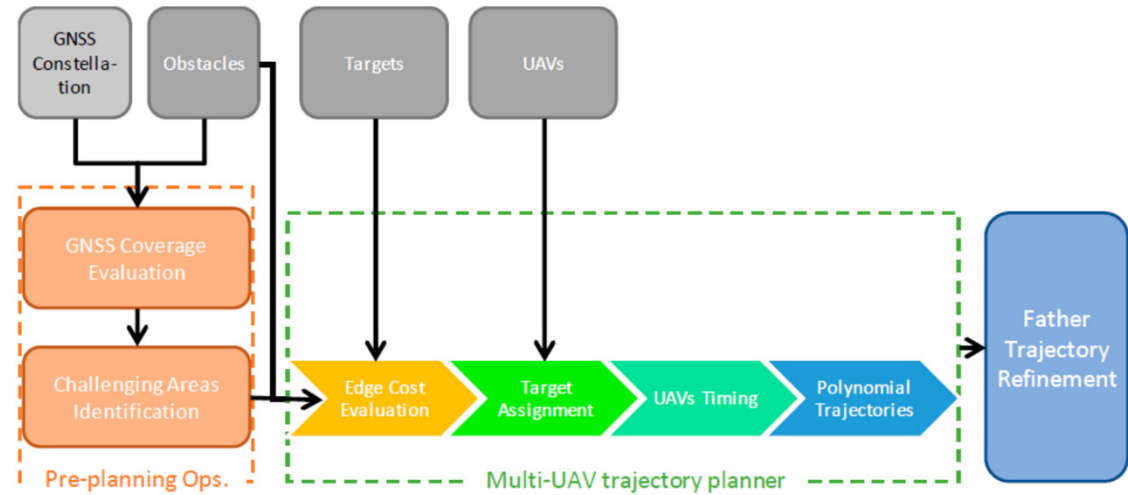 GNSS
Constella-
tion
Obstacles
Targets
UAVs
GNSS Coverage
Evaluation
Challenging Areas
Identification
Pre-planning Ops.
Edge Cost
Evaluation
Target
Assignment
UAVs Timing
Polynomial
Trajectories
Multi-UAV trajectory planner
Father
Trajectory
Refinement